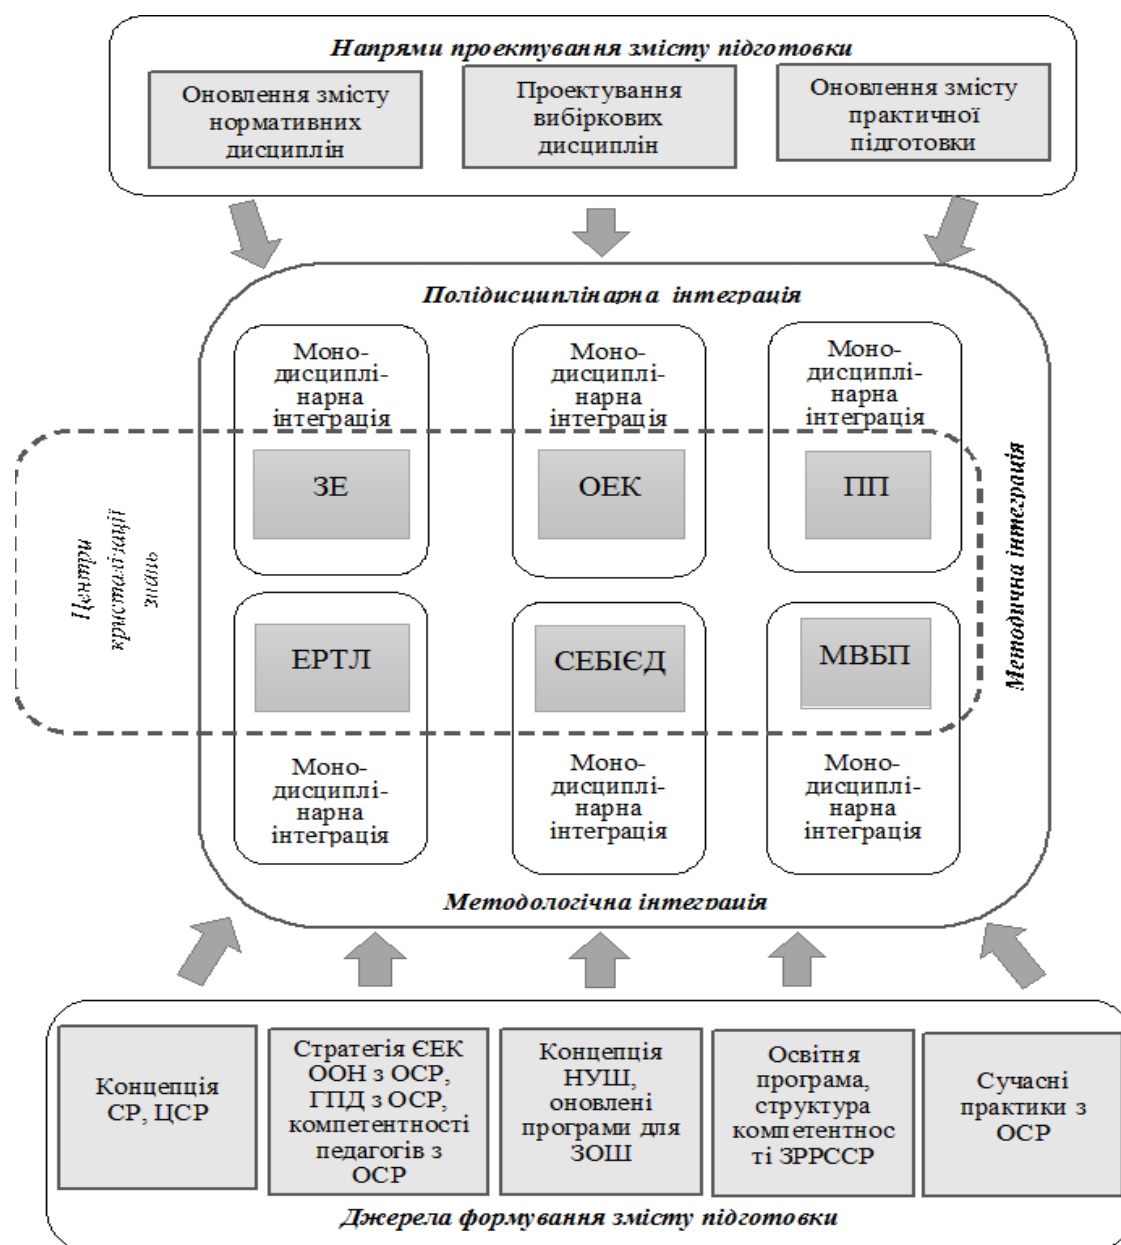 Напрями проектування змісту підготовки
Оновлення змісту
нормативних
дисциплін
Проектування
вибіркових
дисциплін
Оновлення змісту
практичної
підготовки
Полідисциплінарна інтеграція
Моно-
дисциплі-
нарна
інтеграція
Моно-
дисциплі-
нарна
інтеграція
Моно-
дисциплі-
нарна
інтеграція
ЗЕ
ОЕК
ПП
Центри
кристалізації
знань
Методична інтеграція
ЕРТЛ
СЕБІЄД
МВБП
Моно-
дисциплі-
нарна
інтеграція
Моно-
дисциплі-
нарна
інтеграція
Моно-
дисциплі-
нарна
інтеграція
Методологічна інтеграція
Концепція
СР, ЦСР
Стратегія ЄЕК
ООН з ОСР,
ГПД з ОСР,
компетентності
педагогів з
ОСР
Концепція
НУШ,
оновлені
програми для
ЗОШ
Освітня
програма,
структура
компетентнос
ті ЗРРССР
Сучасні
практики з
ОСР
Джерела формування змісту підготовки